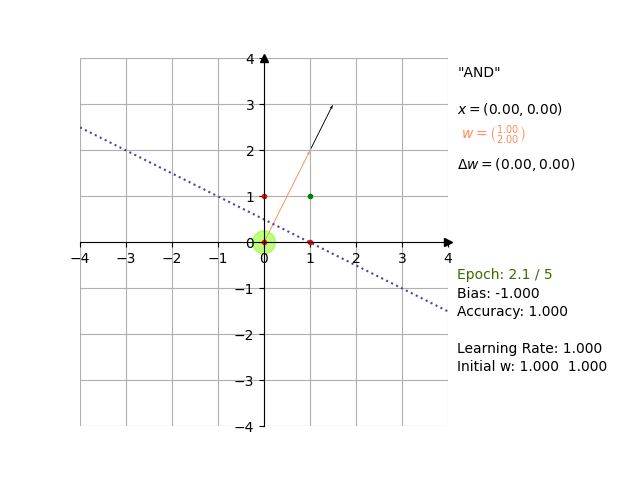 "AND"
x = (0.00, 0.00)
w = (1.00 2.00)
Δw = (0.00, 0.00)
4
3
2
1
0
−1
−2
−3
−4
−4 −3 −2 −1 0 1 2 3 4
Epoch: 2.1 / 5
Bias: -1.000
Accuracy: 1.000
Learning Rate: 1.000
Initial w: 1.000  1.000